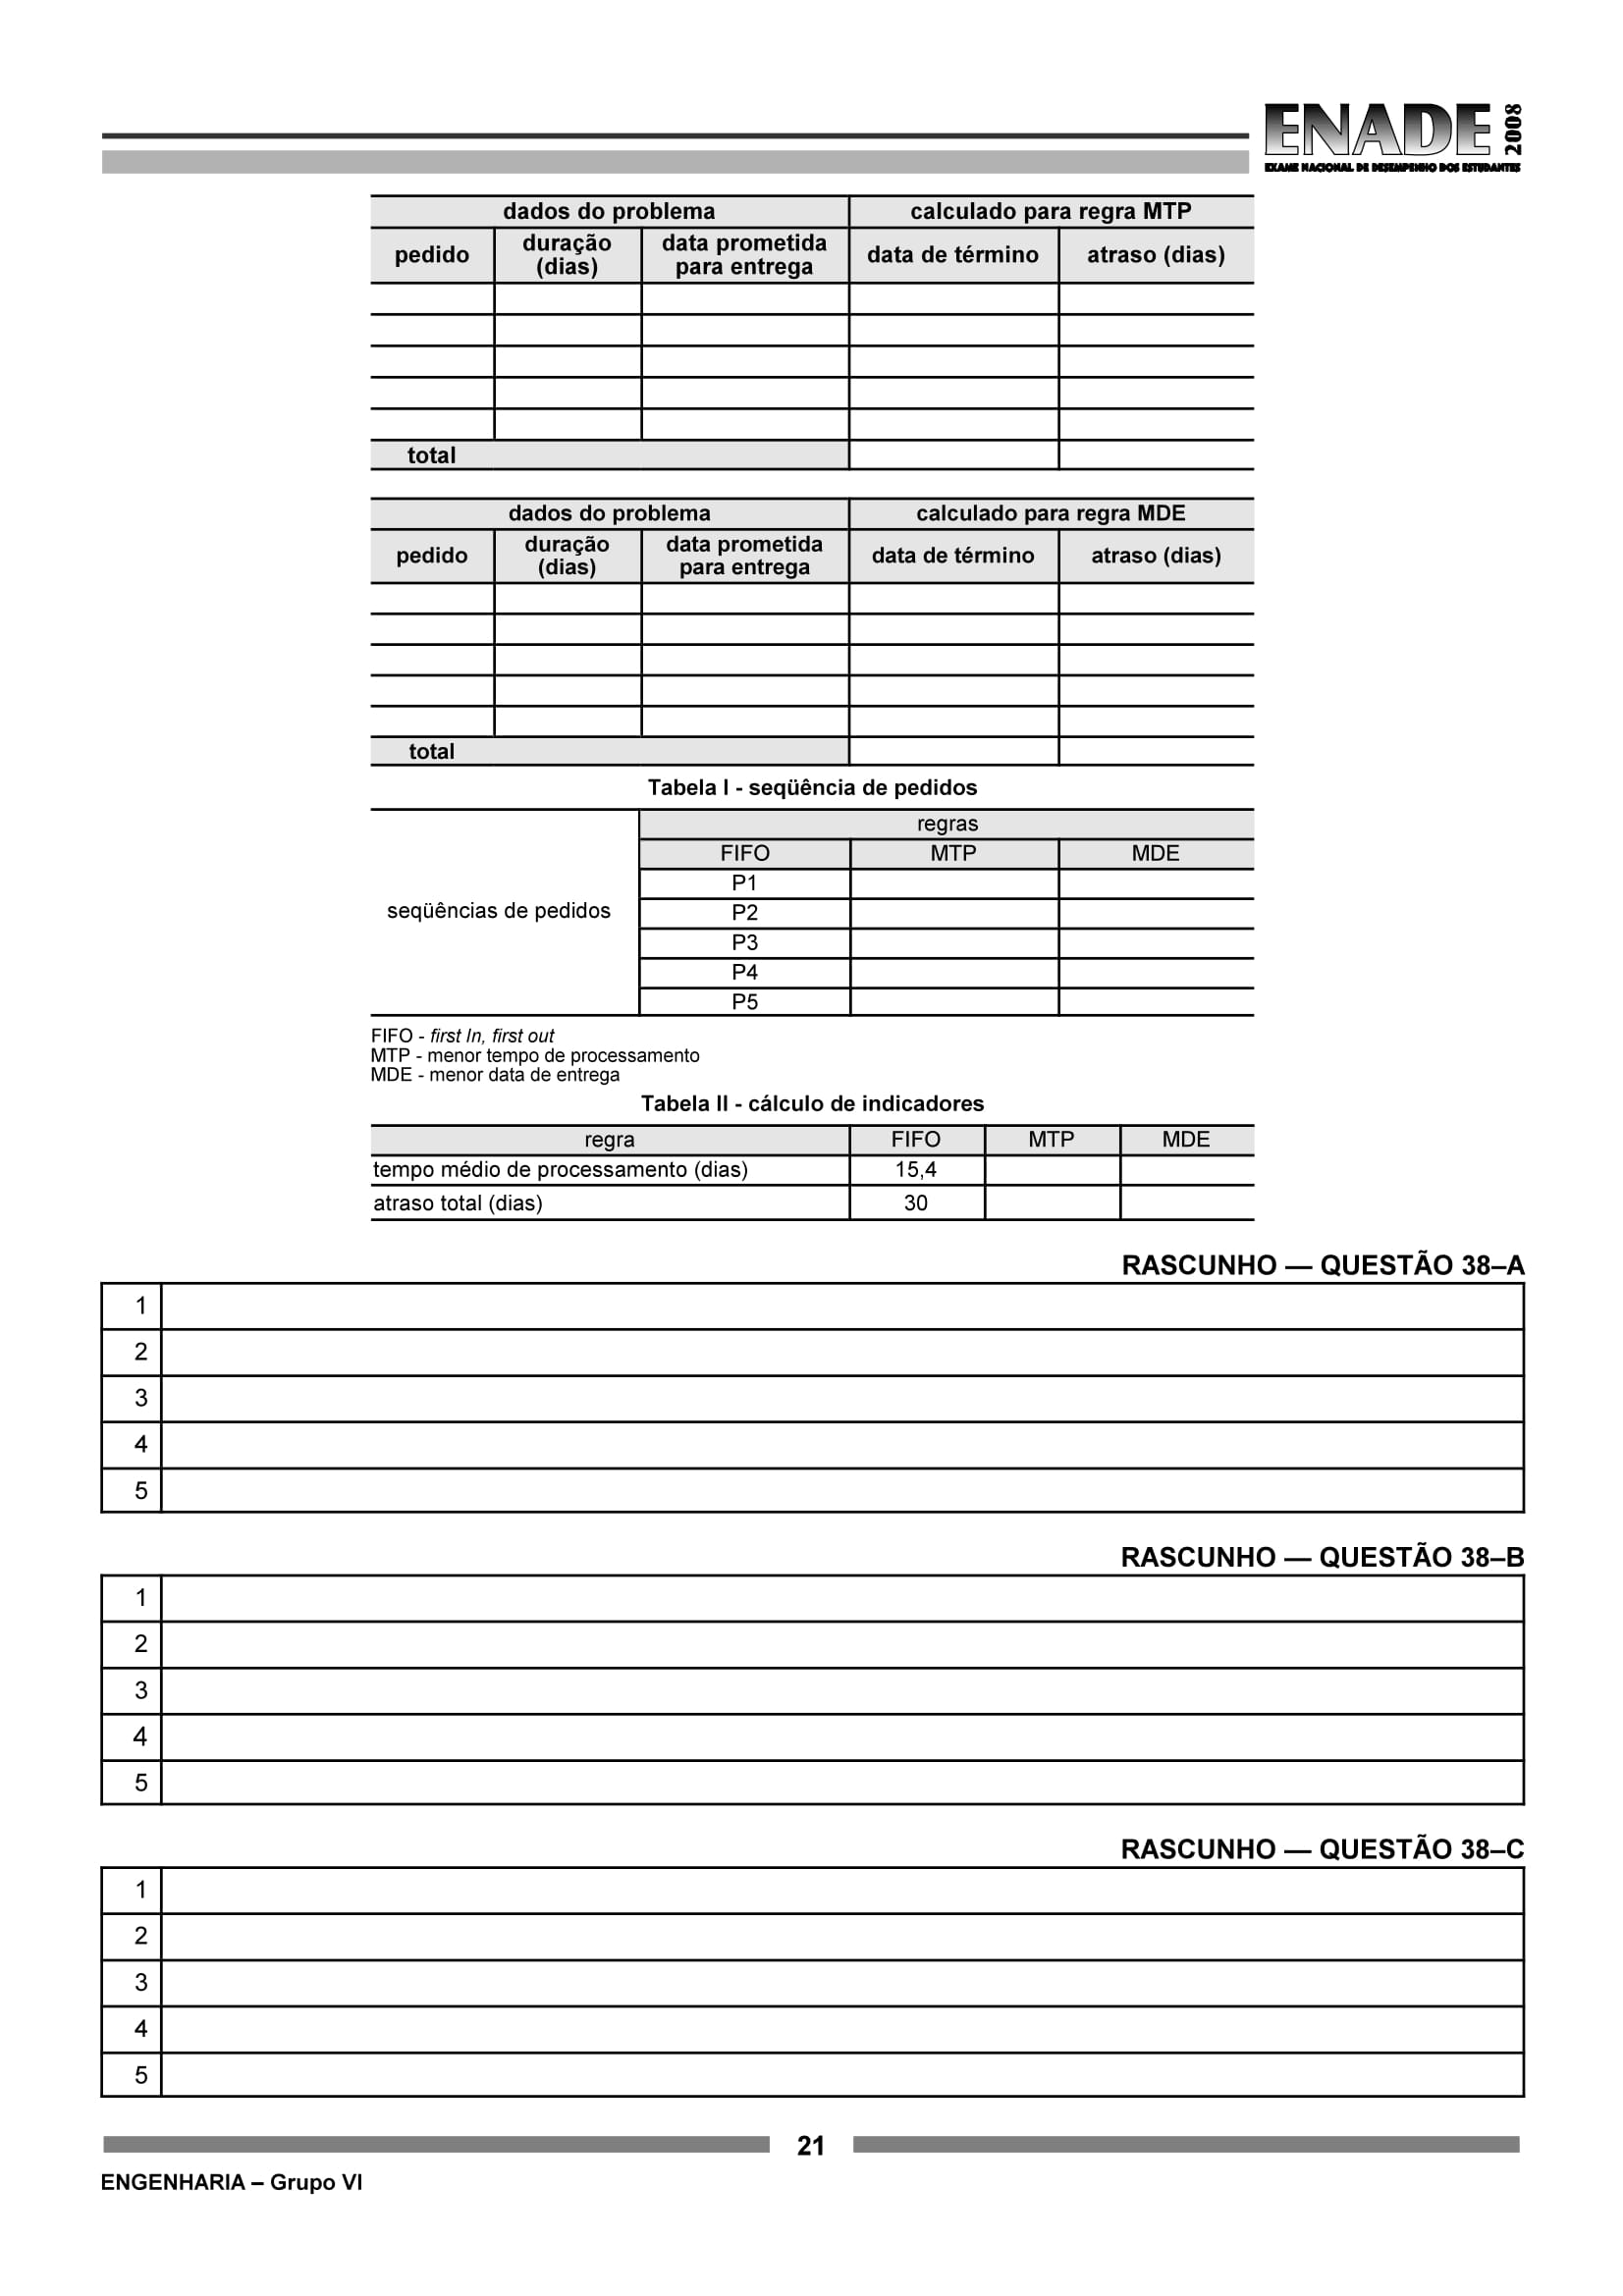 ENADE 2008
EXAME NACIONAL DE DESEMPENHO DOS ESTUDANTES
dados do problema calculado para regra MTP
pedido duração (dias) data prometida para entrega data de término atraso (dias)
total
dados do problema calculado para regra MDE
pedido duração (dias) data prometida para entrega data de término atraso (dias)
total
Tabela I - seqüência de pedidos
regras
FIFO MTP MDE
seqüências de pedidos
P1
P2
P3
P4
P5
FIFO - first In, first out
MTP - menor tempo de processamento
MDE - menor data de entrega
Tabela II - cálculo de indicadores
regra FIFO MTP MDE
tempo médio de processamento (dias) 15,4
atraso total (dias) 30
RASCUNHO — QUESTÃO 38–A
1
2
3
4
5
RASCUNHO — QUESTÃO 38–B
1
2
3
4
5
RASCUNHO — QUESTÃO 38–C
1
2
3
4
5
21
ENGENHARIA – Grupo VI